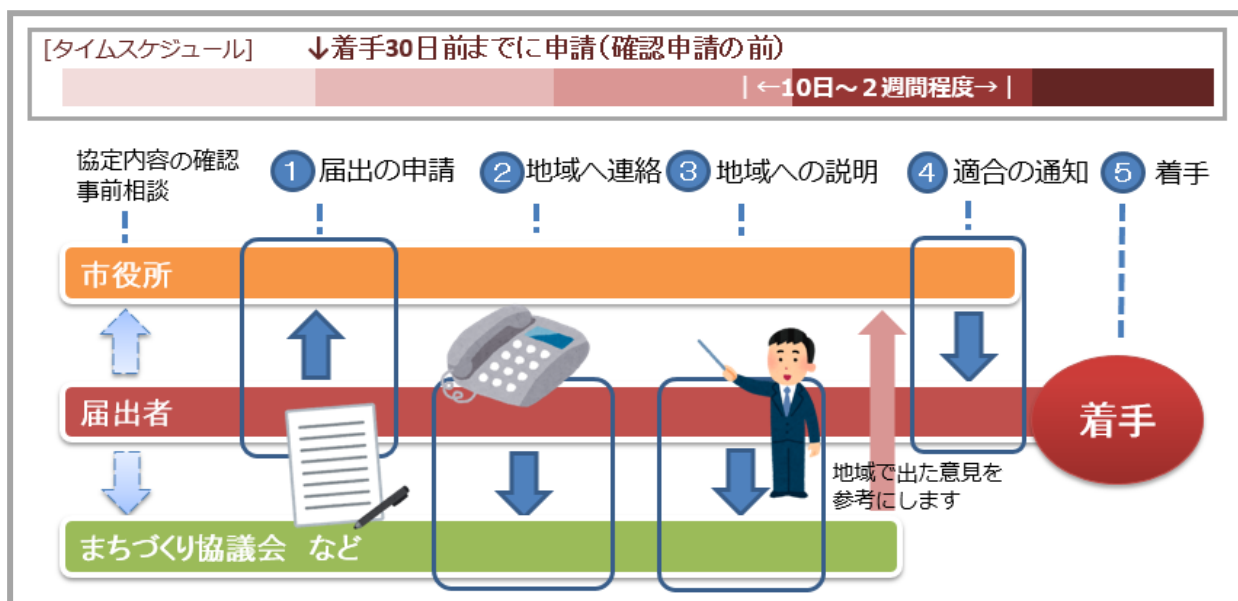 [タイムスケジュール]
↓着手30日前までに申請(確認申請の前)
|←10日~2週間程度→|
協定内容の確認
事前相談
1 届出の申請
2 地域へ連絡
3 地域への説明
4 適合の通知
5 着手
市役所
届出者
着手
地域で出た意見を
参考にします
まちづくり協議会 など